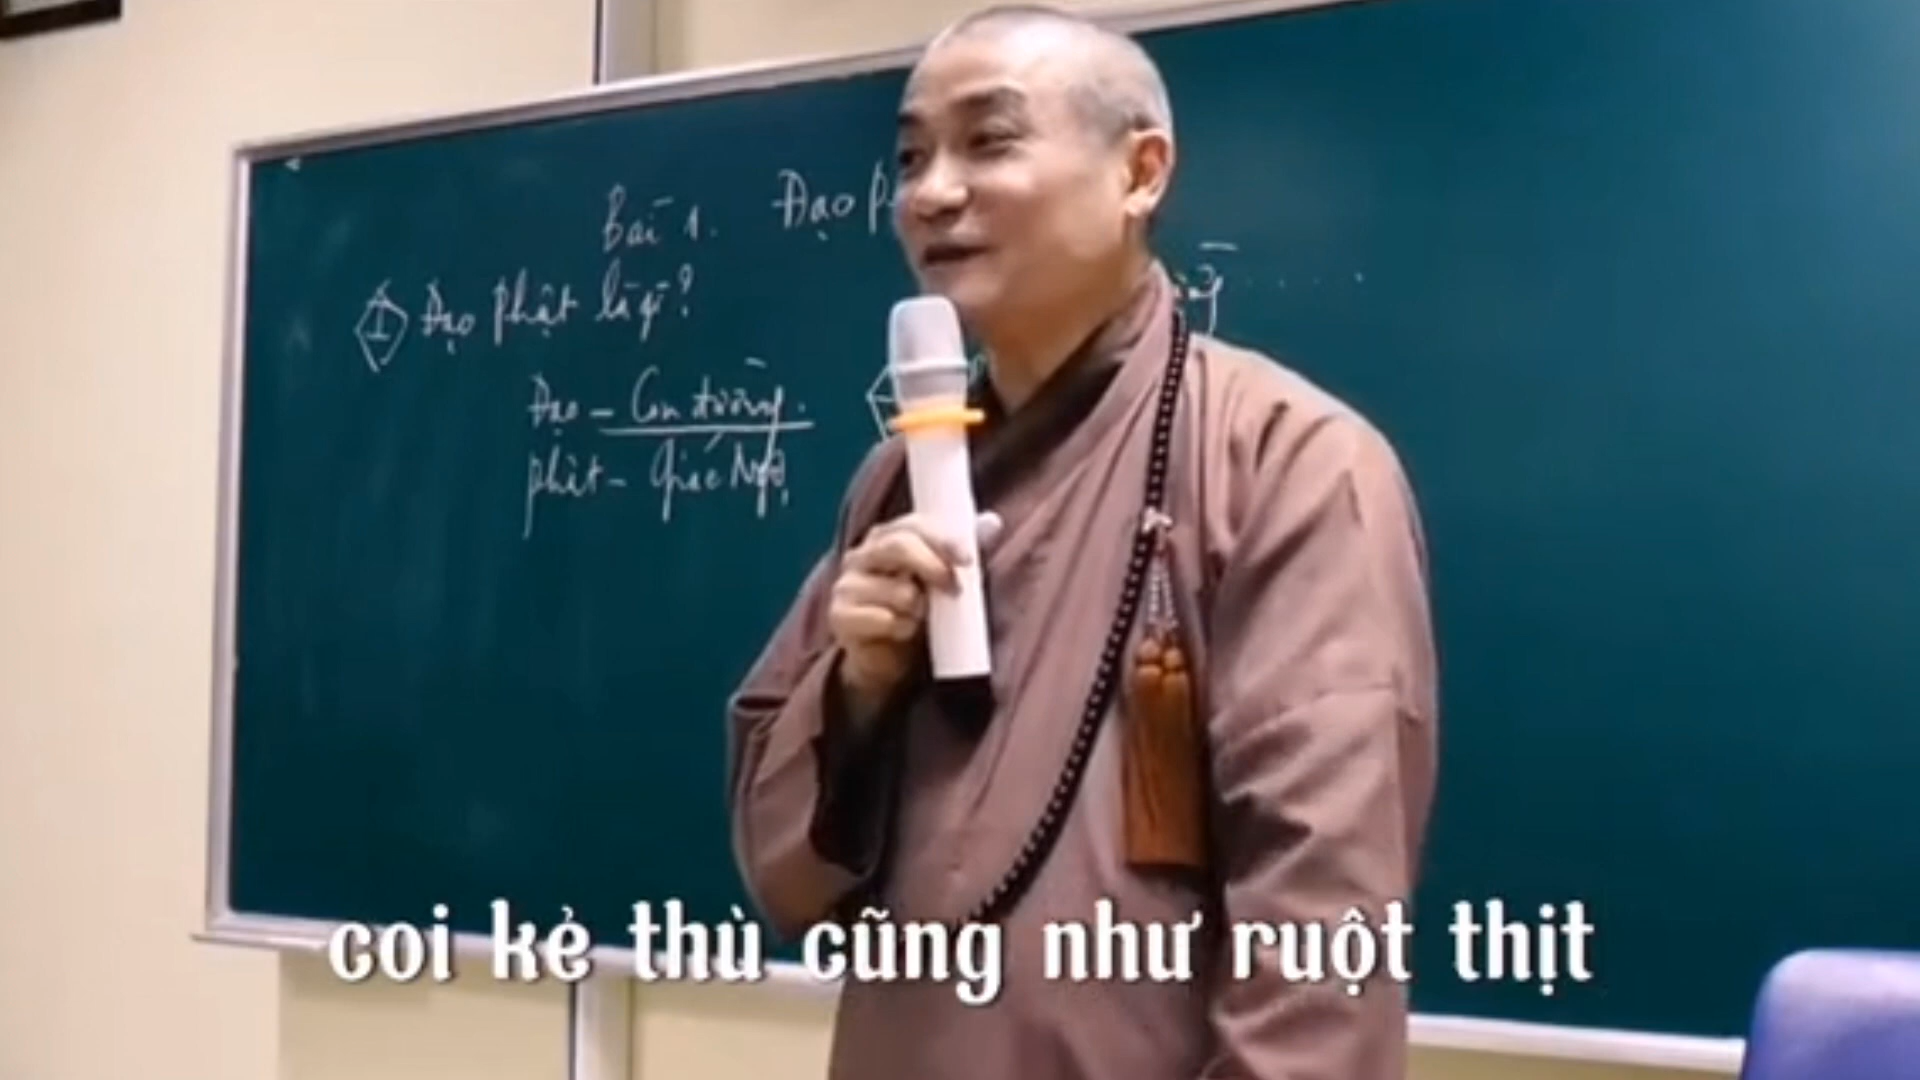 Bài 1. Đạo
I Đạo phật là gì?
Đạo - Con đường.
phật - Giác Ngộ,
coi kẻ thù cũng như ruột thịt